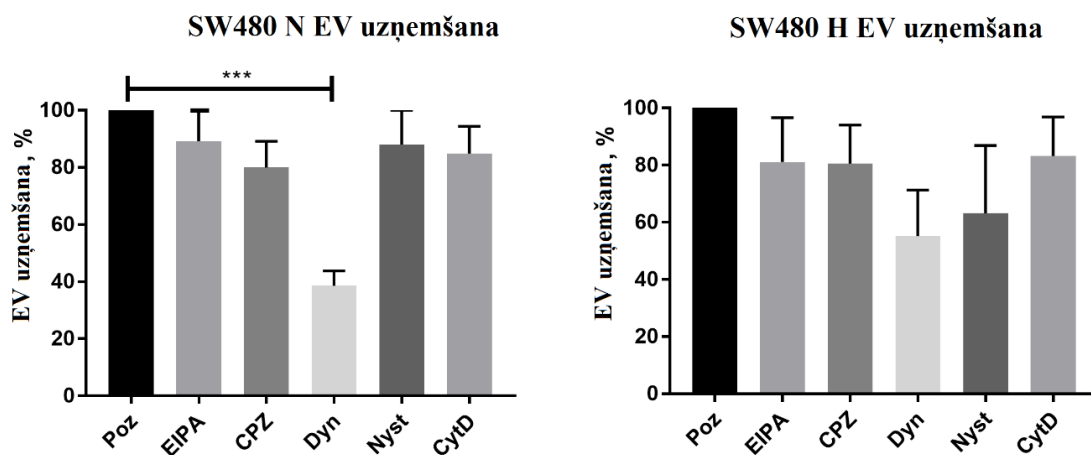 SW480 N EV uzņemšana
***
EV uzņemšana, %
100
80
60
40
20
0
Poz
EIPA
CPZ
Dyn
Nyst
CytD
SW480 H EV uzņemšana
EV uzņemšana, %
100
80
60
40
20
0
Poz
EIPA
CPZ
Dyn
Nyst
CytD